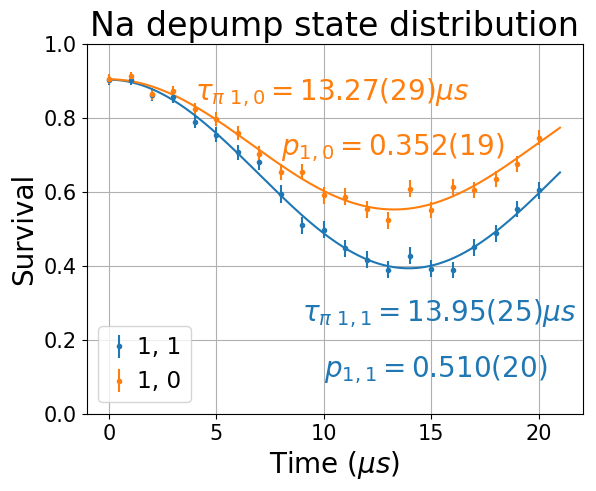 Na depump state distribution
τπ 1, 0 = 13.27(29)μs
p1, 0 = 0.352(19)
τπ 1, 1 = 13.95(25)μs
p1, 1 = 0.510(20)
1, 1
1, 0
1.0
0.8
0.6
0.4
0.2
0.0
Survival
0 5 10 15 20
Time (μs)